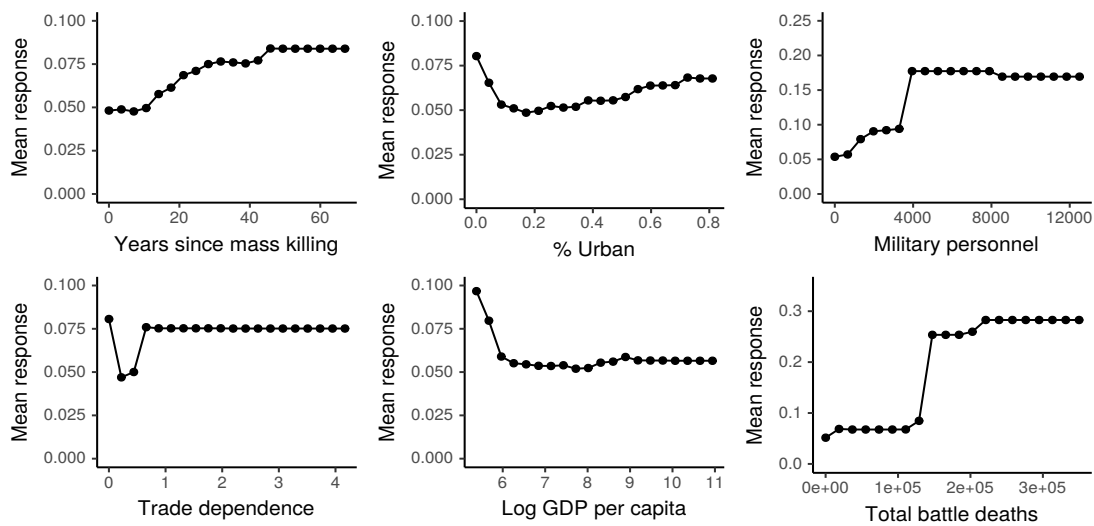 Mean response
0.100
0.075
0.050
0.025
0.000
0 20 40 60
Years since mass killing
Mean response
0.100
0.075
0.050
0.025
0.000
0.0 0.2 0.4 0.6 0.8
% Urban
Mean response
0.25
0.20
0.15
0.10
0.05
0.00
0 4000 8000 12000
Military personnel
Mean response
0.100
0.075
0.050
0.025
0.000
0 1 2 3 4
Trade dependence
Mean response
0.100
0.075
0.050
0.025
0.000
6 7 8 9 10 11
Log GDP per capita
Mean response
0.3
0.2
0.1
0.0
0e+00 1e+05 2e+05 3e+05
Total battle deaths